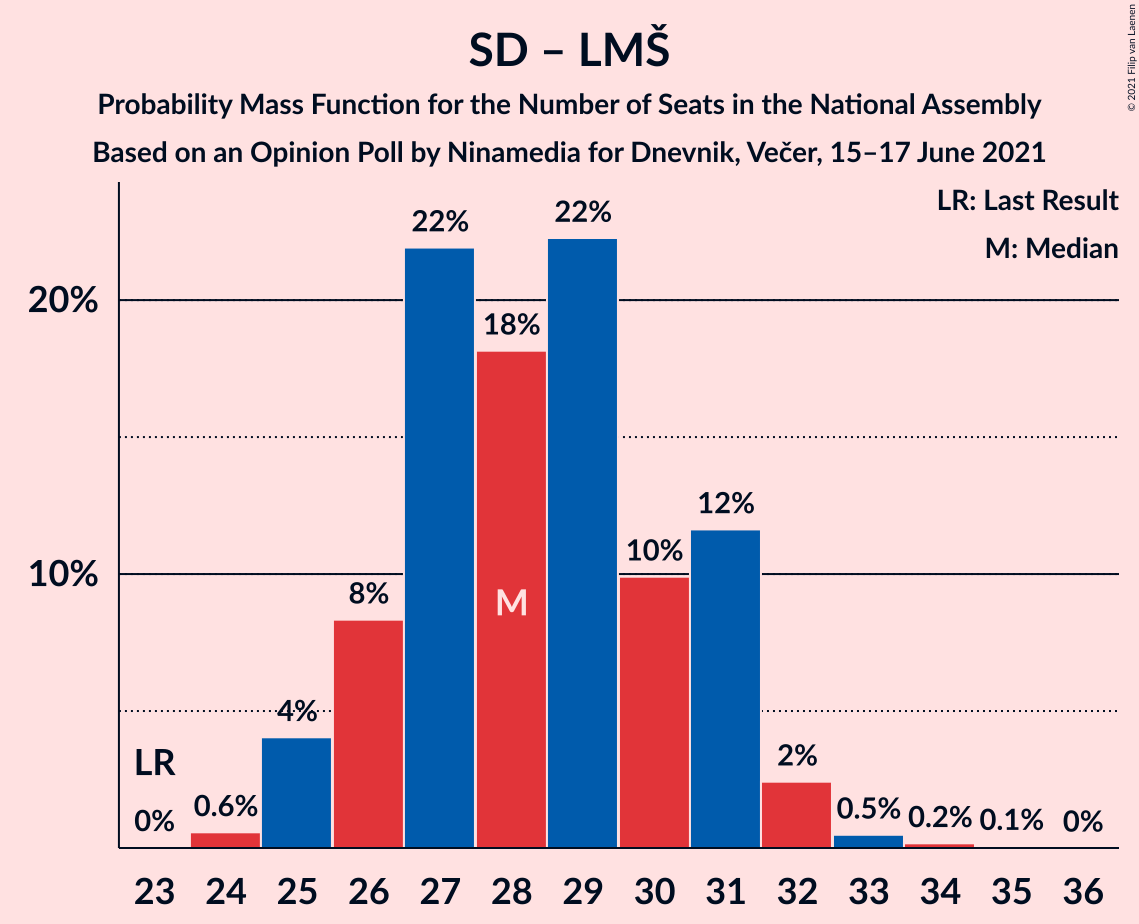 SD – LMŠ
Probability Mass Function for the Number of Seats in the National Assembly
Based on an Opinion Poll by Ninamedia for Dnevnik, Večer, 15–17 June 2021
© 2021 Filip van Laenen
LR: Last Result
M: Median
20%
10%
LR
0%
0.6%
4%
8%
22%
18%
M
22%
10%
12%
2%
0.5%
0.2%
0.1%
0%
23 24 25 26 27 28 29 30 31 32 33 34 35 36